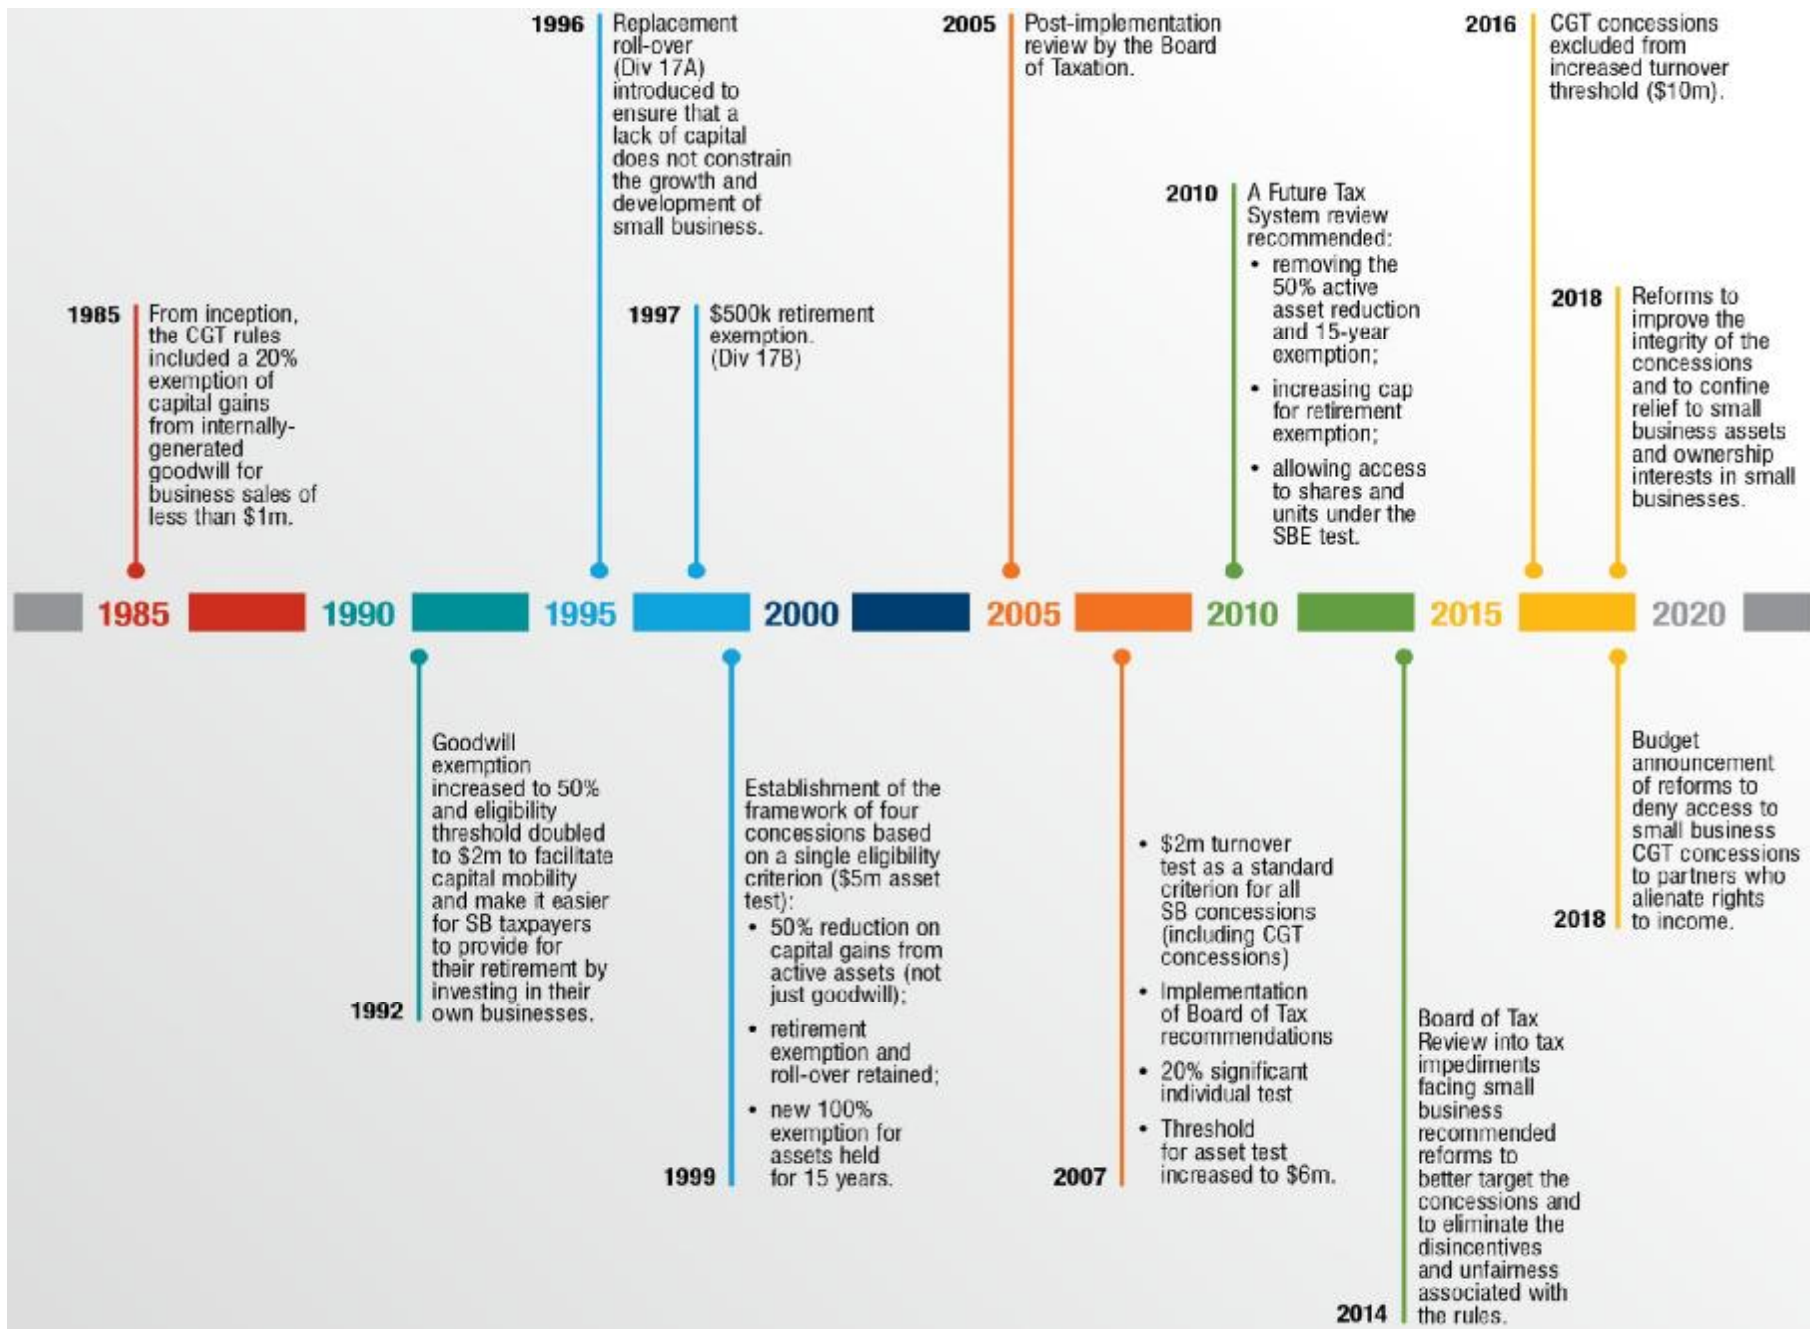 1996
Replacement
roll-over
(Div 17A)
introduced to
ensure that a
lack of capital
does not constrain
the growth and
development of
small business.
2005
Post-implementation
review by the Board
of Taxation.
2016
CGT concessions
excluded from
increased turnover
threshold ($10m).
2010
A Future Tax
System review
recommended:
• removing the
50% active
asset reduction
and 15-year
exemption;
• increasing cap
for retirement
exemption;
• allowing access
to shares and
units under the
SBE test.
1985
From inception,
the CGT rules
included a 20%
exemption of
capital gains
from internally-
generated
goodwill for
business sales of
less than $1m.
1997
$500k retirement
exemption.
(Div 17B)
2018
Reforms to
improve the
integrity of the
concessions
and to confine
relief to small
business assets
and ownership
interests in small
businesses.
1985 1990 1995 2000 2005 2010 2015 2020
Goodwill
exemption
increased to 50%
and eligibility
threshold doubled
to $2m to facilitate
capital mobility
and make it easier
for SB taxpayers
to provide for
their retirement by
investing in their
own businesses.
1992
Establishment of the
framework of four
concessions based
on a single eligibility
criterion ($5m asset
test):
• 50% reduction on
capital gains from
active assets (not
just goodwill);
• retirement
exemption and
roll-over retained;
• new 100%
exemption for
assets held
for 15 years.
1999
• $2m turnover
test as a standard
criterion for all
SB concessions
(including CGT
concessions)
• Implementation
of Board of Tax
recommendations
• 20% significant
individual test
• Threshold
for asset test
increased to $6m.
2007
Board of Tax
Review into tax
impediments
facing small
business
recommended
reforms to
better target the
concessions and
to eliminate the
disincentives
and unfairness
associated with
the rules.
2014
Budget
announcement
of reforms to
deny access to
small business
CGT concessions
to partners who
alienate rights
to income.
2018